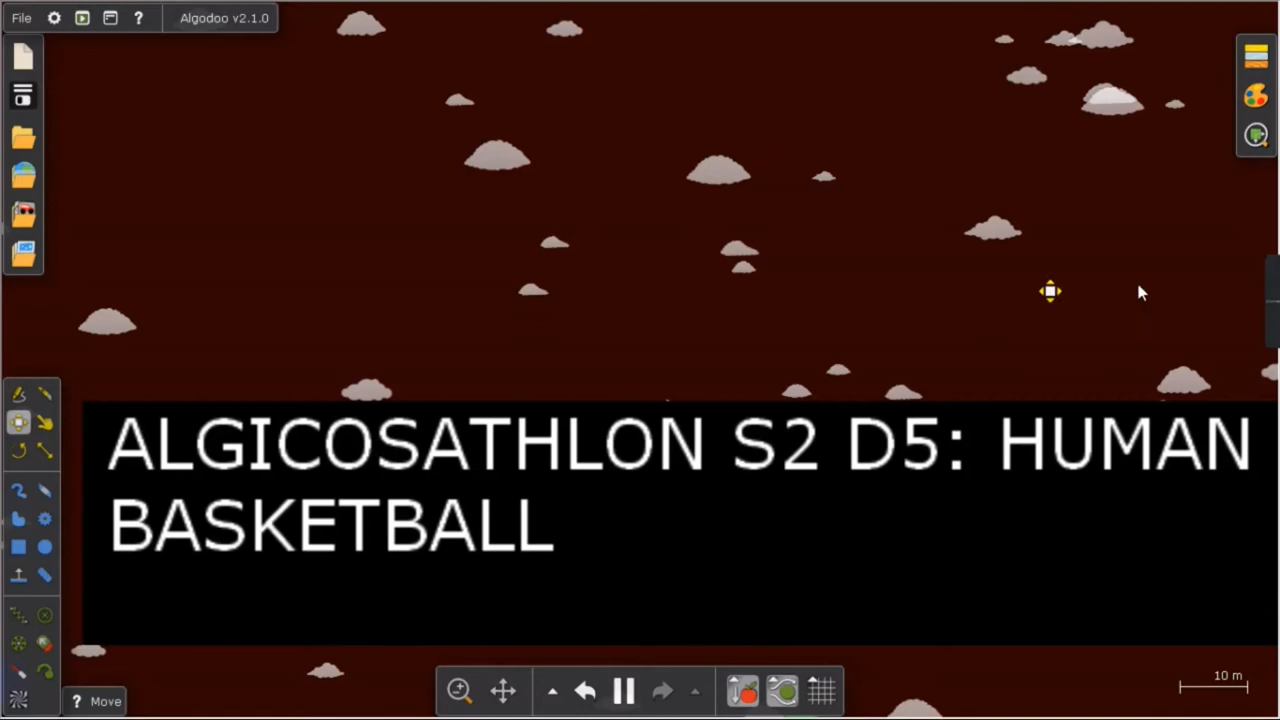 File ? Algodoo v2.1.0
ALGICOSATHLON S2 D5: HUMAN
BASKETBALL
10 m
? Move